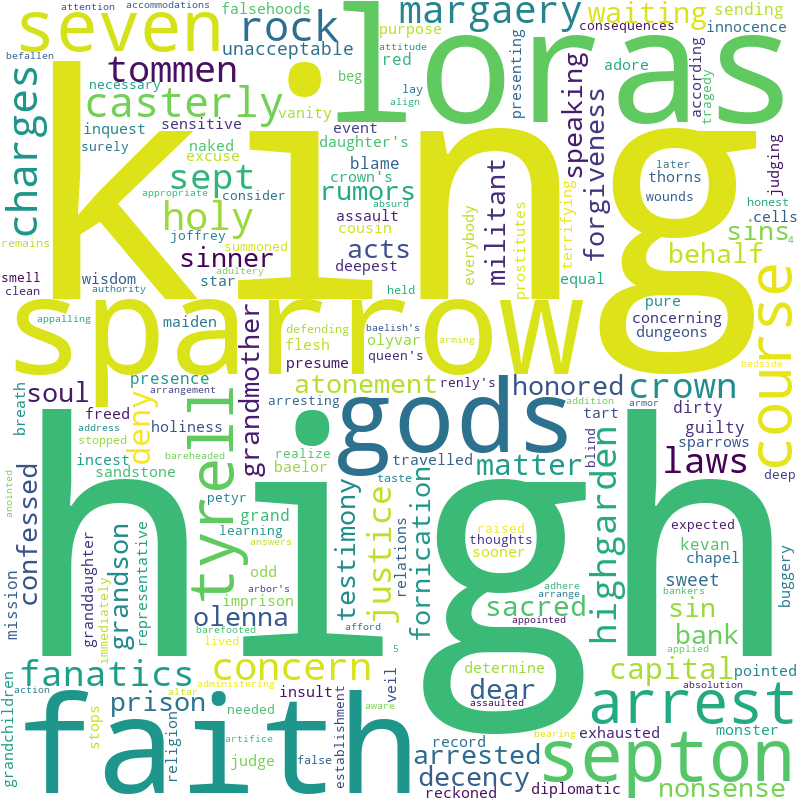 attention
accommodations
falsehoods
margaery
waiting
sending
seven
rock
purpose
consequences
innocence
unacceptable
attitude
red
adore
according
tragedy
presenting
loras
befallen
tommen
beg
lay
align
king
necessary
casterly
vanity
charges
inquest
sensitive
event
speaking
forgiveness
surely
naked
daughter's
judging
excuse
blame
later
sept
crown's
thorns
militant
appropriate
consider
rumors
absurd
wounds
honest
holy
assault
everybody
prostitutes
terrifying
cells
joffrey
cousin
acts
sins
4
remains
summoned
deepest
behalf
sinner
smell
wisdom
adultery
star
held
equal
clean
authority
course
pure
appalling
sparrow
maiden
defending
baelish's
arming
concerning
flesh
olyvar
queen's
dungeons
presume
bedside
grandmother
presence
atonement
renly's
honored
crown
soul
arrangement
arresting
addition
armor
breath
freed
deny
tyrell
gods
tart
dirty
address
holiness
guilty
stopped
bareheaded
realize
blind
sparrows
incest
baelor
travelled
matter
laws
sandstone
taste
deep
high
anointed
confessed
petyr
testimony
justice
relations
fornication
highgarden
grand
raised
expected
learning
thoughts
answers
sooner
kevan
chapel
buggery
mission
granddaughter
immediately
grandson
representative
odd
adhere
bankers
arbor's
arrange
sweet
imprison
sacred
sin
barefooted
olenna
afford
appointed
applied
bank
lived
5
fanatics
concern
determine
capital
pointed
grandchildren
action
administering
dear
absolution
altar
insult
veil
aware
assaulted
prison
arrest
stops
needed
artifice
record
bearing
exhausted
monster
faith
religion
judge
false
establishment
arrested
septon
decency
reckoned
diplomatic
nonsense